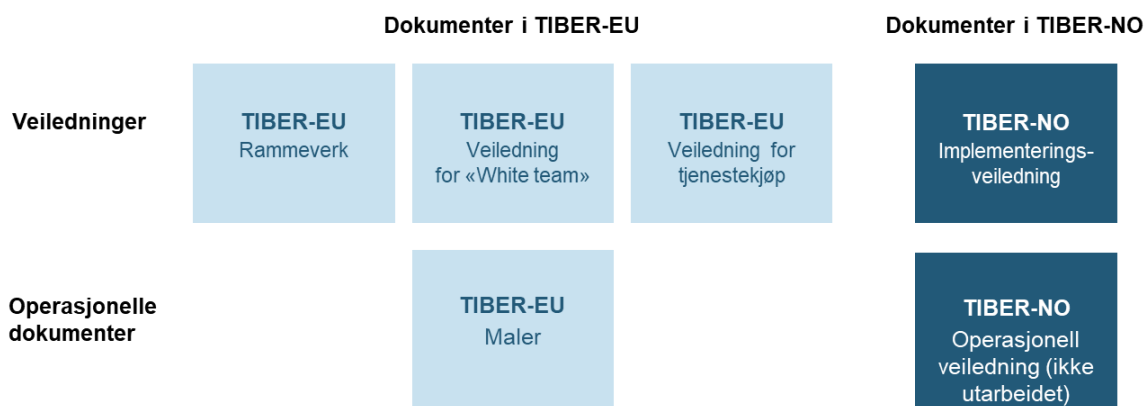 Dokumenter i TIBER-EU
Dokumenter i TIBER-NO
Veiledninger
TIBER-EU
Rammeverk
TIBER-EU
Veiledning
for «White team»
TIBER-EU
Veiledning for
tjenestekjøp
TIBER-NO
Implementerings-
veiledning
Operasjonelle
dokumenter
TIBER-EU
Maler
TIBER-NO
Operasjonell
veiledning (ikke
utarbeidet)